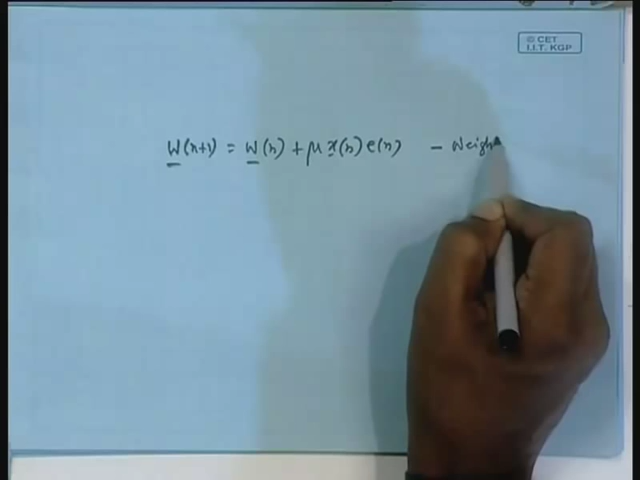 © CET
I.I.T. KGP
w(n+1) = w(n) + μ x(n) e(n) – Weigh